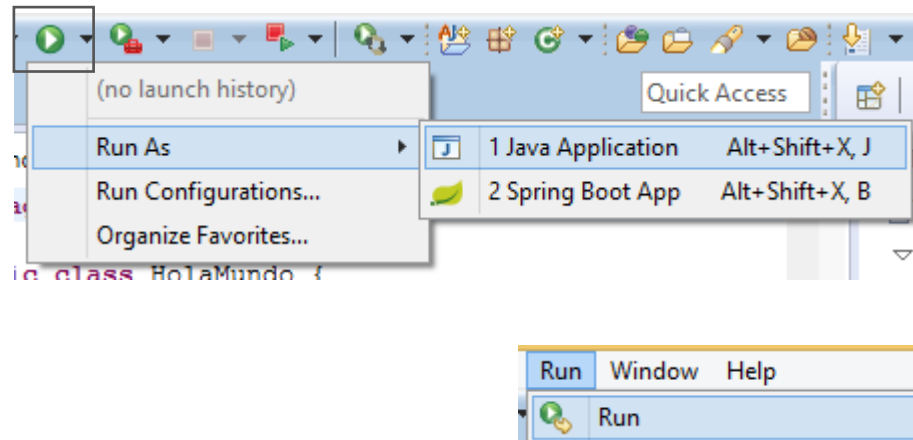 (no launch history)
Quick Access
Run As
1 Java Application Alt+Shift+X, J
Run Configurations...
2 Spring Boot App Alt+Shift+X, B
Organize Favorites...
class HolaMundo {
Run Window Help
Run